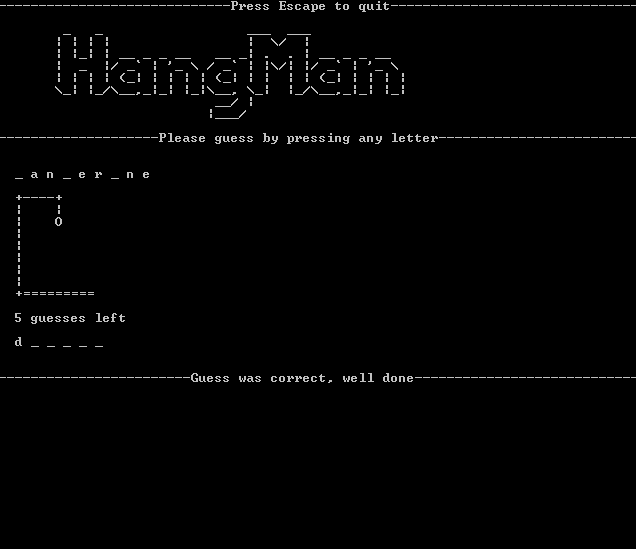 Press Escape to quit
HangMan
Please guess by pressing any letter
_ a n _ e r _ n e
O
5 guesses left
d _ _ _ _ _
Guess was correct, well done